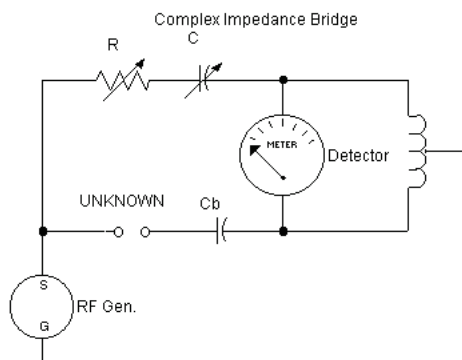 Complex Impedance Bridge
R
C
METER
Detector
UNKNOWN
Cb
S
RF Gen.
G